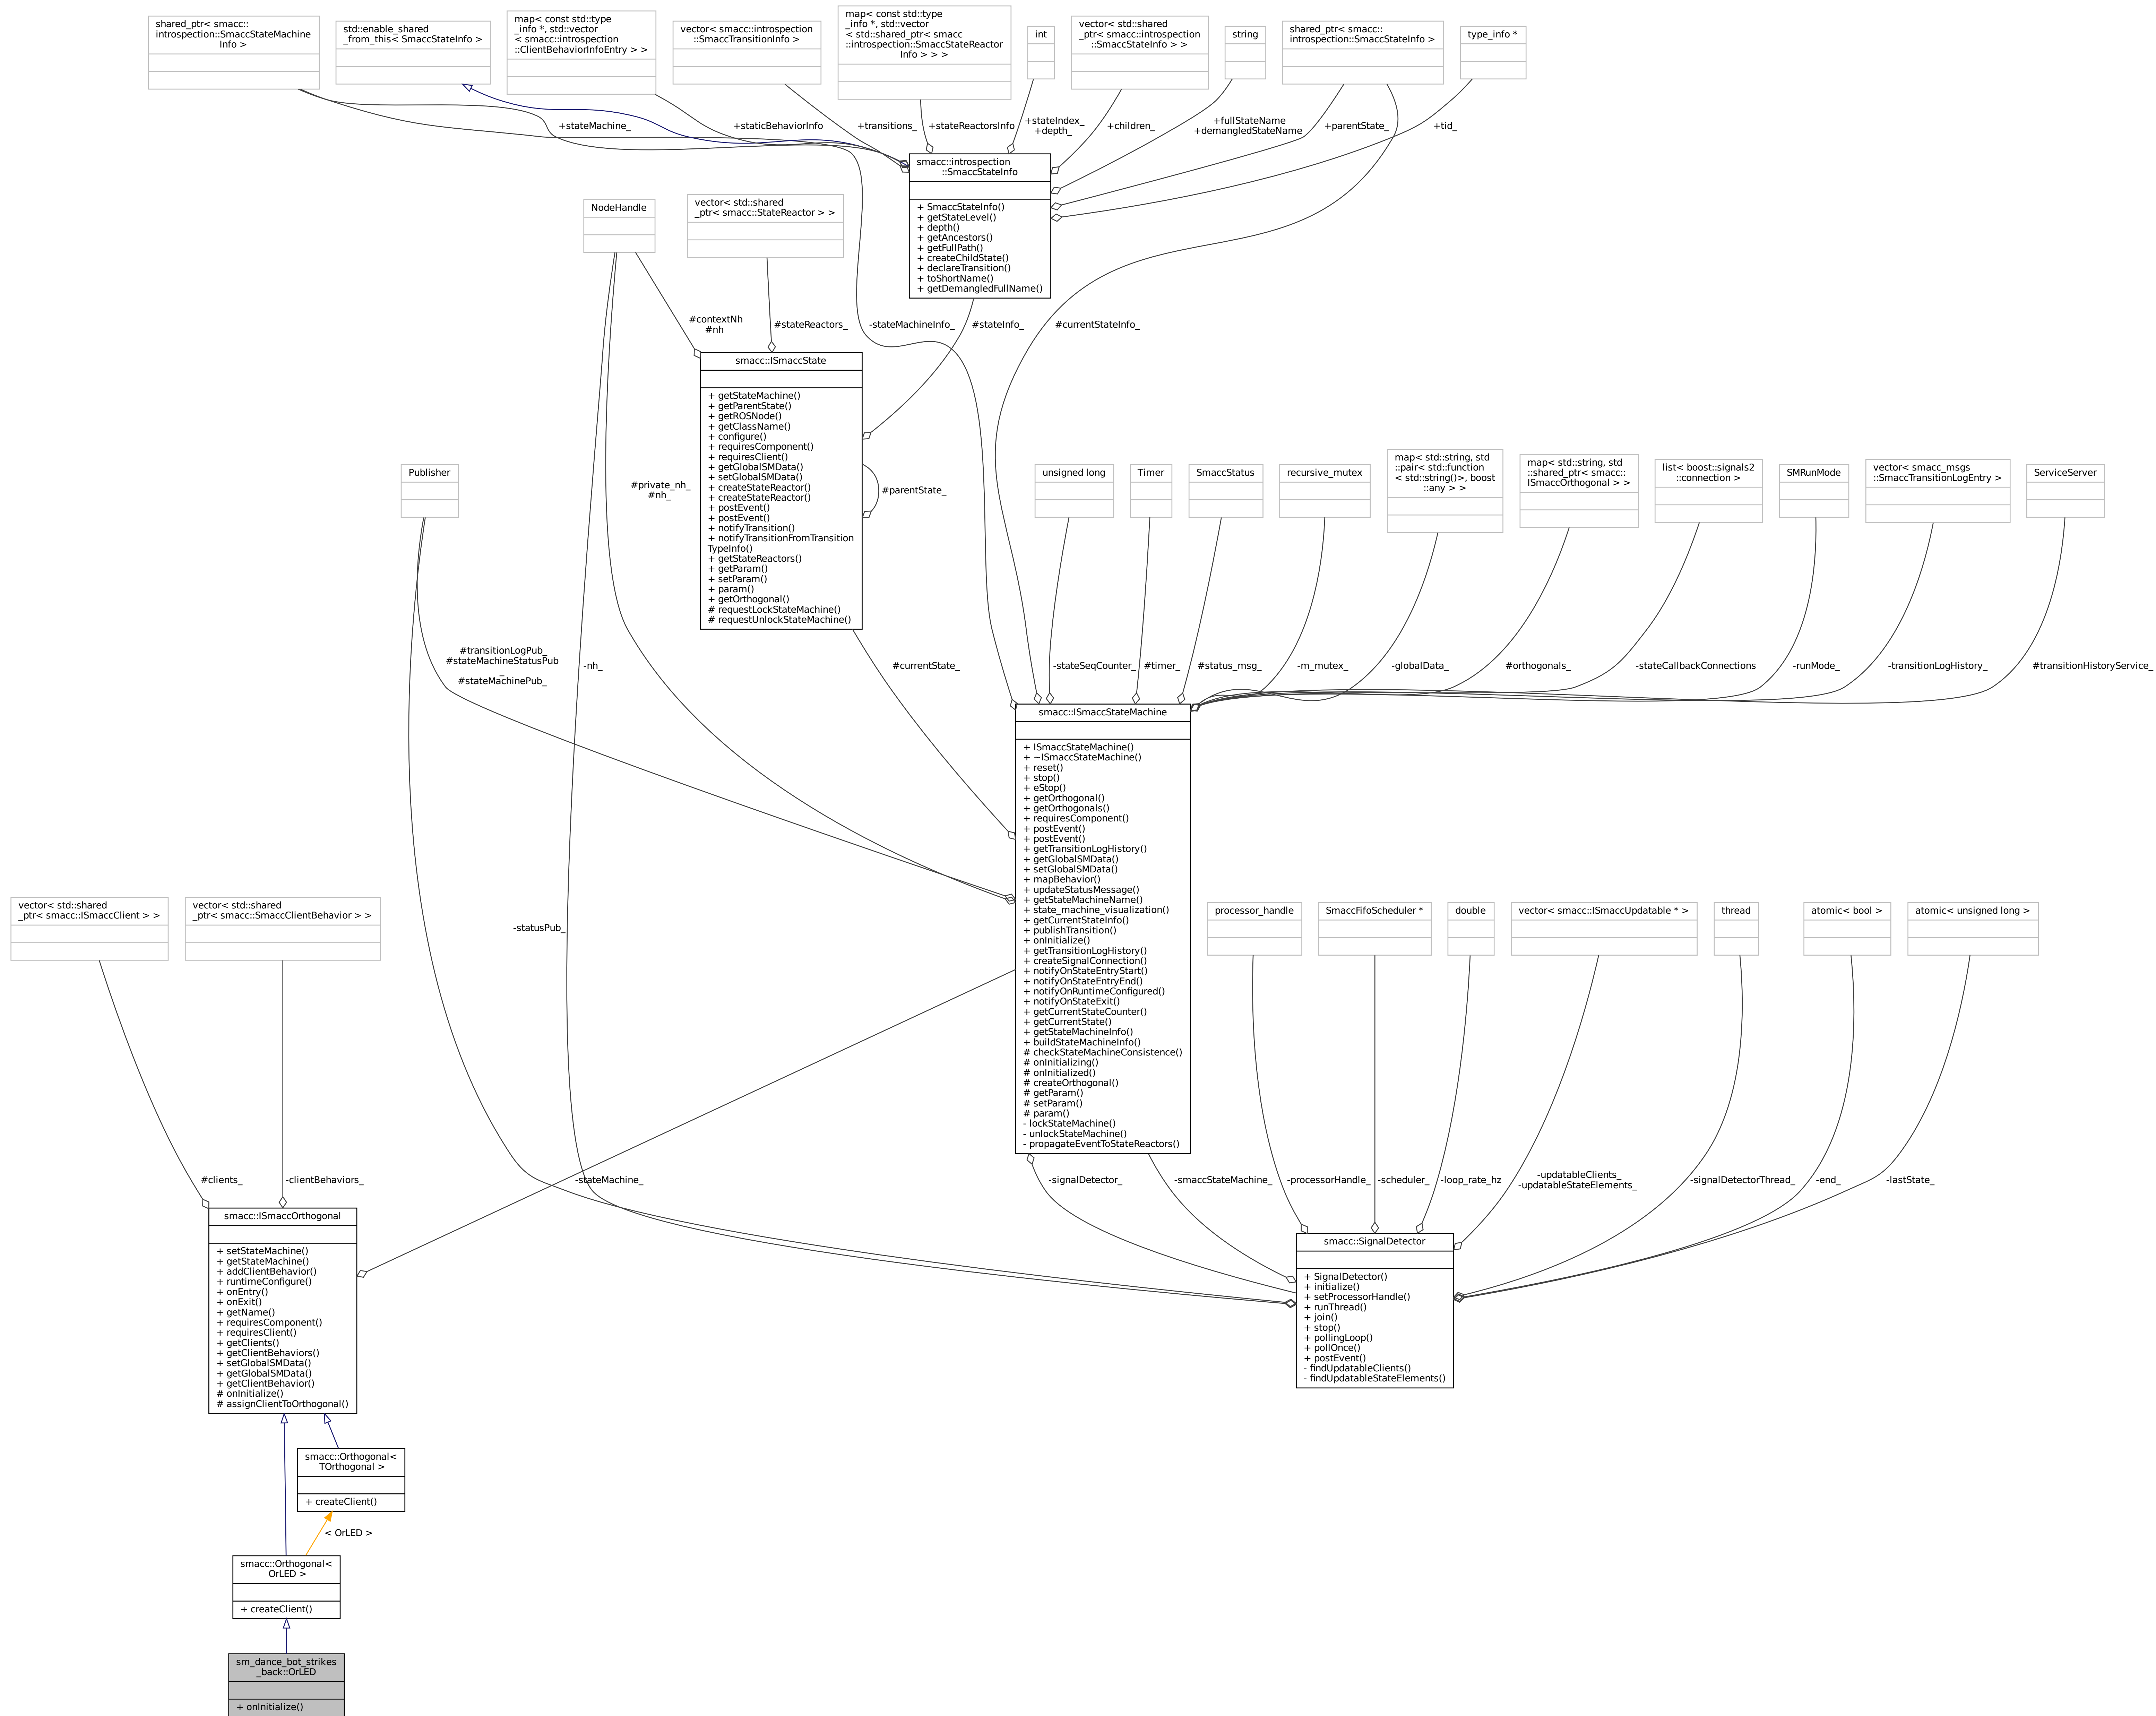 shared_ptr< smacc::
introspection::SmaccStateMachine
Info >
std::enable_shared
_from_this< SmaccStateInfo >
map< const std::type
_info *, std::vector
< smacc::introspection
::ClientBehaviorInfoEntry > >
vector< smacc::introspection
::SmaccTransitionInfo >
map< const std::type
_info *, std::vector
< std::shared_ptr< smacc
::introspection::SmaccStateReactor
Info > > >
int
vector< std::shared
_ptr< smacc::introspection
::SmaccStateInfo > >
string
shared_ptr< smacc::
introspection::SmaccStateInfo >
type_info *
+stateMachine_
+staticBehaviorInfo
+transitions_
+stateReactorsInfo
+stateIndex_
+depth_
+children_
+fullStateName
+demangledStateName
+parentState_
+tid_
smacc::introspection
::SmaccStateInfo
+ SmaccStateInfo()
+ getStateLevel()
+ depth()
+ getAncestors()
+ getFullPath()
+ createChildState()
+ declareTransition()
+ toShortName()
+ getDemangledFullName()
NodeHandle
vector< std::shared
_ptr< smacc::StateReactor > >
#contextNh
#nh
#stateReactors_
-stateMachineInfo_
#stateInfo_
#currentStateInfo_
smacc::ISmaccState
+ getStateMachine()
+ getParentState()
+ getROSNode()
+ getClassName()
+ configure()
+ requiresComponent()
+ requiresClient()
+ getGlobalSMData()
+ setGlobalSMData()
+ createStateReactor()
+ createStateReactor()
+ postEvent()
+ postEvent()
+ notifyTransition()
+ notifyTransitionFromTransition
TypeInfo()
+ getStateReactors()
+ getParam()
+ setParam()
+ param()
+ getOrthogonal()
# requestLockStateMachine()
# requestUnlockStateMachine()
#parentState_
Publisher
#private_nh_
#nh_
unsigned long
Timer
SmaccStatus
recursive_mutex
map< std::string, std
::pair< std::function
< std::string()>, boost
::any > >
map< std::string, std
::shared_ptr< smacc::
ISmaccOrthogonal > >
list< boost::signals2
::connection >
SMRunMode
vector< smacc_msgs
::SmaccTransitionLogEntry >
ServiceServer
#transitionLogPub_
#stateMachineStatusPub
_
#stateMachinePub_
-nh_
#currentState_
-stateSeqCounter_
#timer_
#status_msg_
-m_mutex_
-globalData_
#orthogonals_
-stateCallbackConnections
-runMode_
-transitionLogHistory_
#transitionHistoryService_
smacc::ISmaccStateMachine
+ ISmaccStateMachine()
+ ~ISmaccStateMachine()
+ reset()
+ stop()
+ eStop()
+ getOrthogonal()
+ getOrthogonals()
+ requiresComponent()
+ postEvent()
+ postEvent()
+ getTransitionLogHistory()
+ getGlobalSMData()
+ setGlobalSMData()
+ mapBehavior()
+ updateStatusMessage()
+ getStateMachineName()
+ state_machine_visualization()
+ getCurrentStateInfo()
+ publishTransition()
+ onInitialize()
+ getTransitionLogHistory()
+ createSignalConnection()
+ notifyOnStateEntryStart()
+ notifyOnStateEntryEnd()
+ notifyOnRuntimeConfigured()
+ notifyOnStateExit()
+ getCurrentStateCounter()
+ getCurrentState()
+ getStateMachineInfo()
+ buildStateMachineInfo()
# checkStateMachineConsistence()
# onInitializing()
# onInitialized()
# createOrthogonal()
# getParam()
# setParam()
# param()
- lockStateMachine()
- unlockStateMachine()
- propagateEventToStateReactors()
vector< std::shared
_ptr< smacc::ISmaccClient > >
vector< std::shared
_ptr< smacc::SmaccClientBehavior > >
-statusPub_
processor_handle
SmaccFifoScheduler *
double
vector< smacc::ISmaccUpdatable * >
thread
atomic< bool >
atomic< unsigned long >
#clients_
-clientBehaviors_
-stateMachine_
-signalDetector_
-smaccStateMachine_
-processorHandle_
-scheduler_
-loop_rate_hz
-updatableClients_
-updatableStateElements_
-signalDetectorThread_
-end_
-lastState_
smacc::ISmaccOrthogonal
+ setStateMachine()
+ getStateMachine()
+ addClientBehavior()
+ runtimeConfigure()
+ onEntry()
+ onExit()
+ getName()
+ requiresComponent()
+ requiresClient()
+ getClients()
+ getClientBehaviors()
+ setGlobalSMData()
+ getGlobalSMData()
+ getClientBehavior()
# onInitialize()
# assignClientToOrthogonal()
smacc::SignalDetector
+ SignalDetector()
+ initialize()
+ setProcessorHandle()
+ runThread()
+ join()
+ stop()
+ pollingLoop()
+ pollOnce()
+ postEvent()
- findUpdatableClients()
- findUpdatableStateElements()
smacc::Orthogonal<
TOrthogonal >
+ createClient()
< OrLED >
smacc::Orthogonal<
OrLED >
+ createClient()
sm_dance_bot_strikes
_back::OrLED
+ onInitialize()